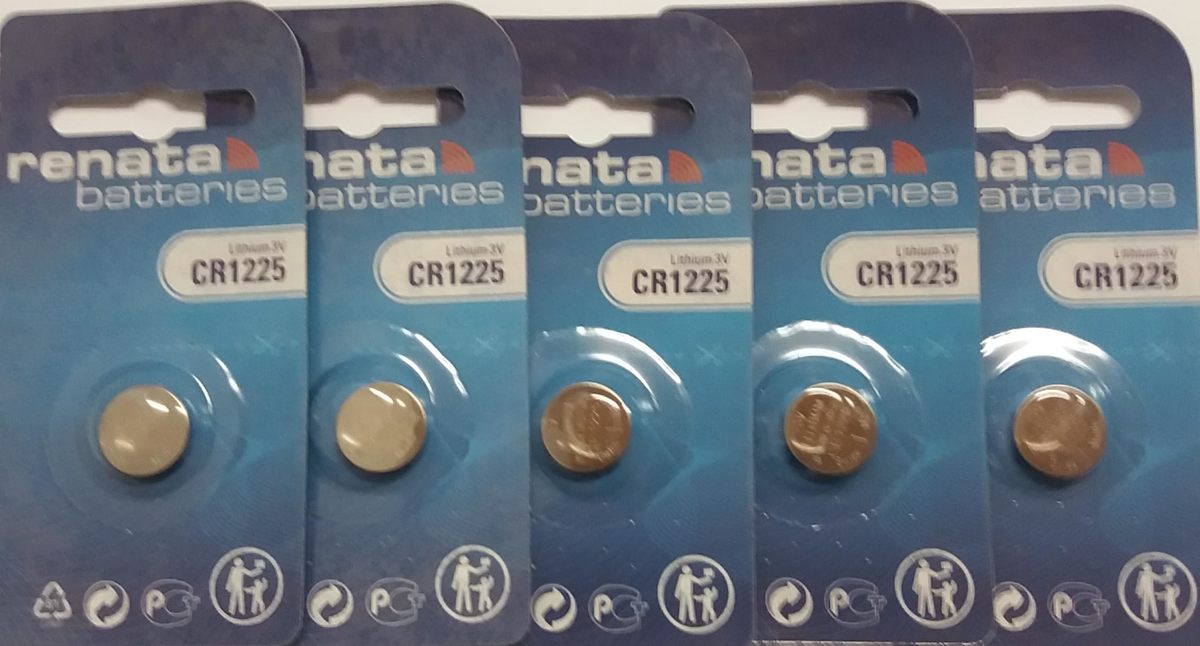 renata
batteries
Lithium 3V
CR1225
nata
batteries
Lithium 3V
CR1225
nata
batteries
Lithium 3V
CR1225
nata
batteries
Lithium 3V
CR1225
nata
atteries
Lithium 3V
CR1225